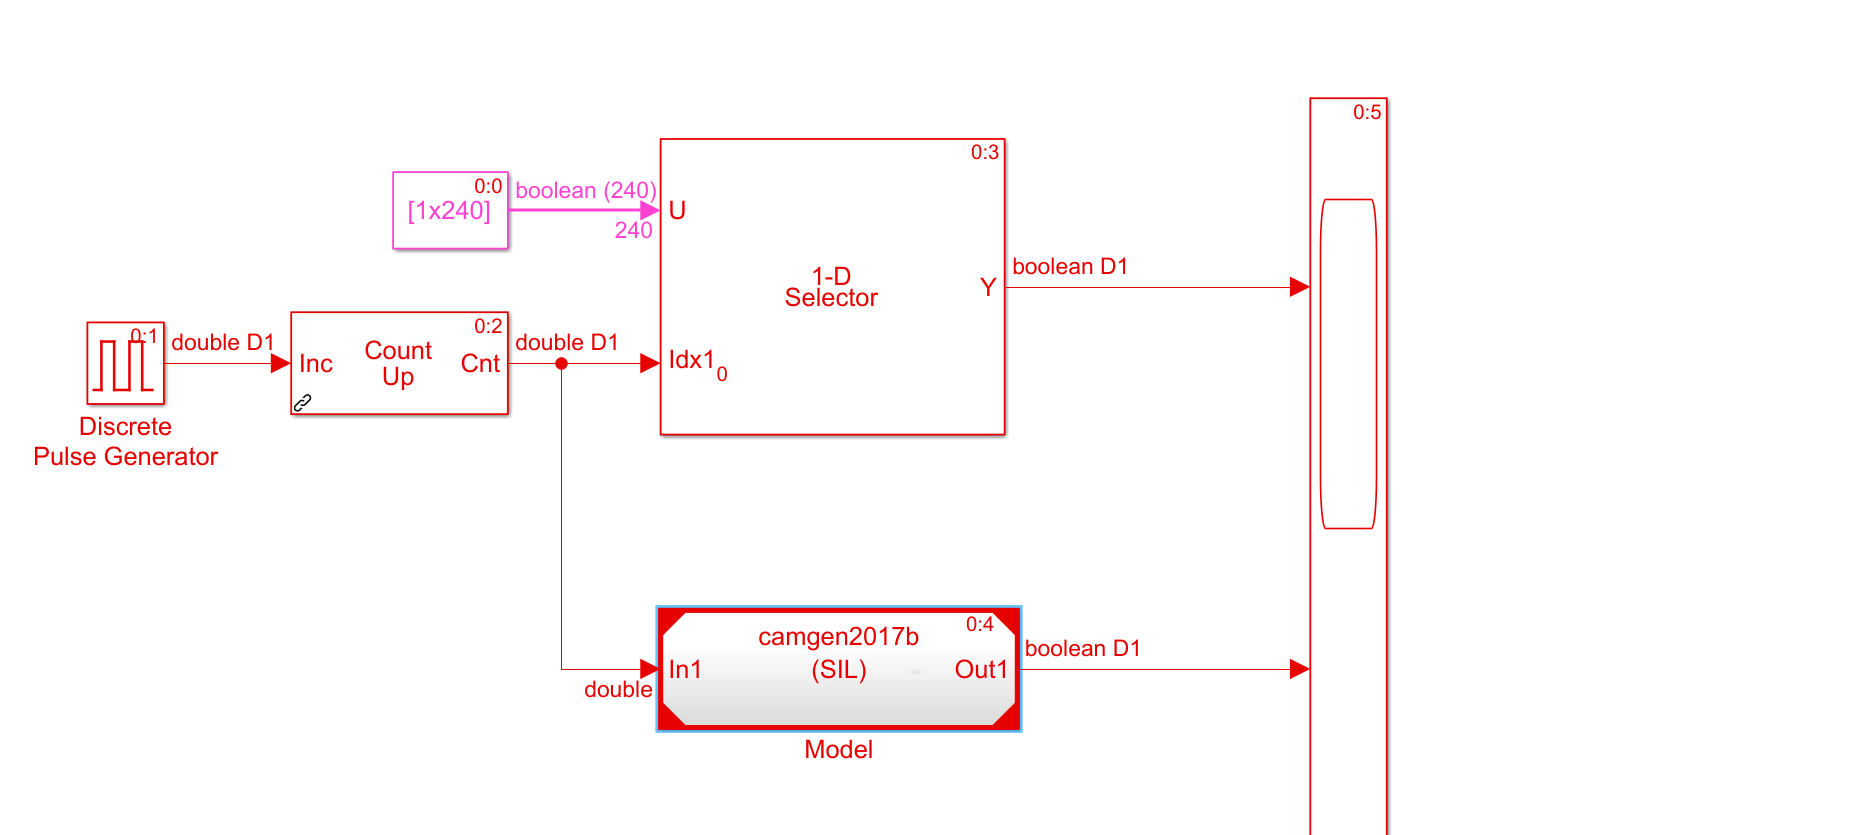 0:5
0:3
0:0
[1x240]
boolean (240)
240
U
1-D
Selector
Y
boolean D1
0:1
double D1
0:2
Inc
Count
Up
Cnt
double D1
Idx1
0
Discrete
Pulse Generator
0:4
camgen2017b
(SIL)
In1
Out1
double
boolean D1
Model